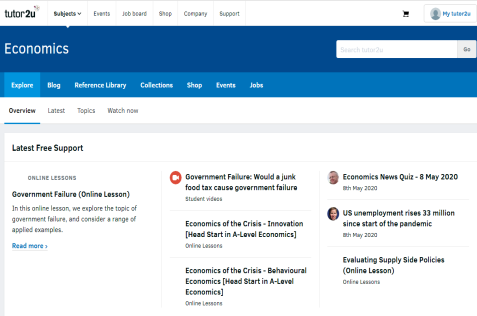 tutor2u
Subjects
Events
Job board
Shop
Company
Support
My tutor2u
Economics
Search tutor2u
Go
Explore
Blog
Reference Library
Collections
Shop
Events
Jobs
Overview
Latest
Topics
Watch now
Latest Free Support
ONLINE LESSONS
Government Failure (Online Lesson)
In this online lesson, we explore the topic of
government failure, and consider a range of
applied examples.
Read more ›
Government Failure: Would a junk
food tax cause government failure
Student videos
Economics of the Crisis - Innovation
[Head Start in A-Level Economics]
Online Lessons
Economics of the Crisis - Behavioural
Economics [Head Start in A-Level
Economics]
Online Lessons
Economics News Quiz - 8 May 2020
8th May 2020
US unemployment rises 33 million
since start of the pandemic
8th May 2020
Evaluating Supply Side Policies
(Online Lesson)
Online Lessons